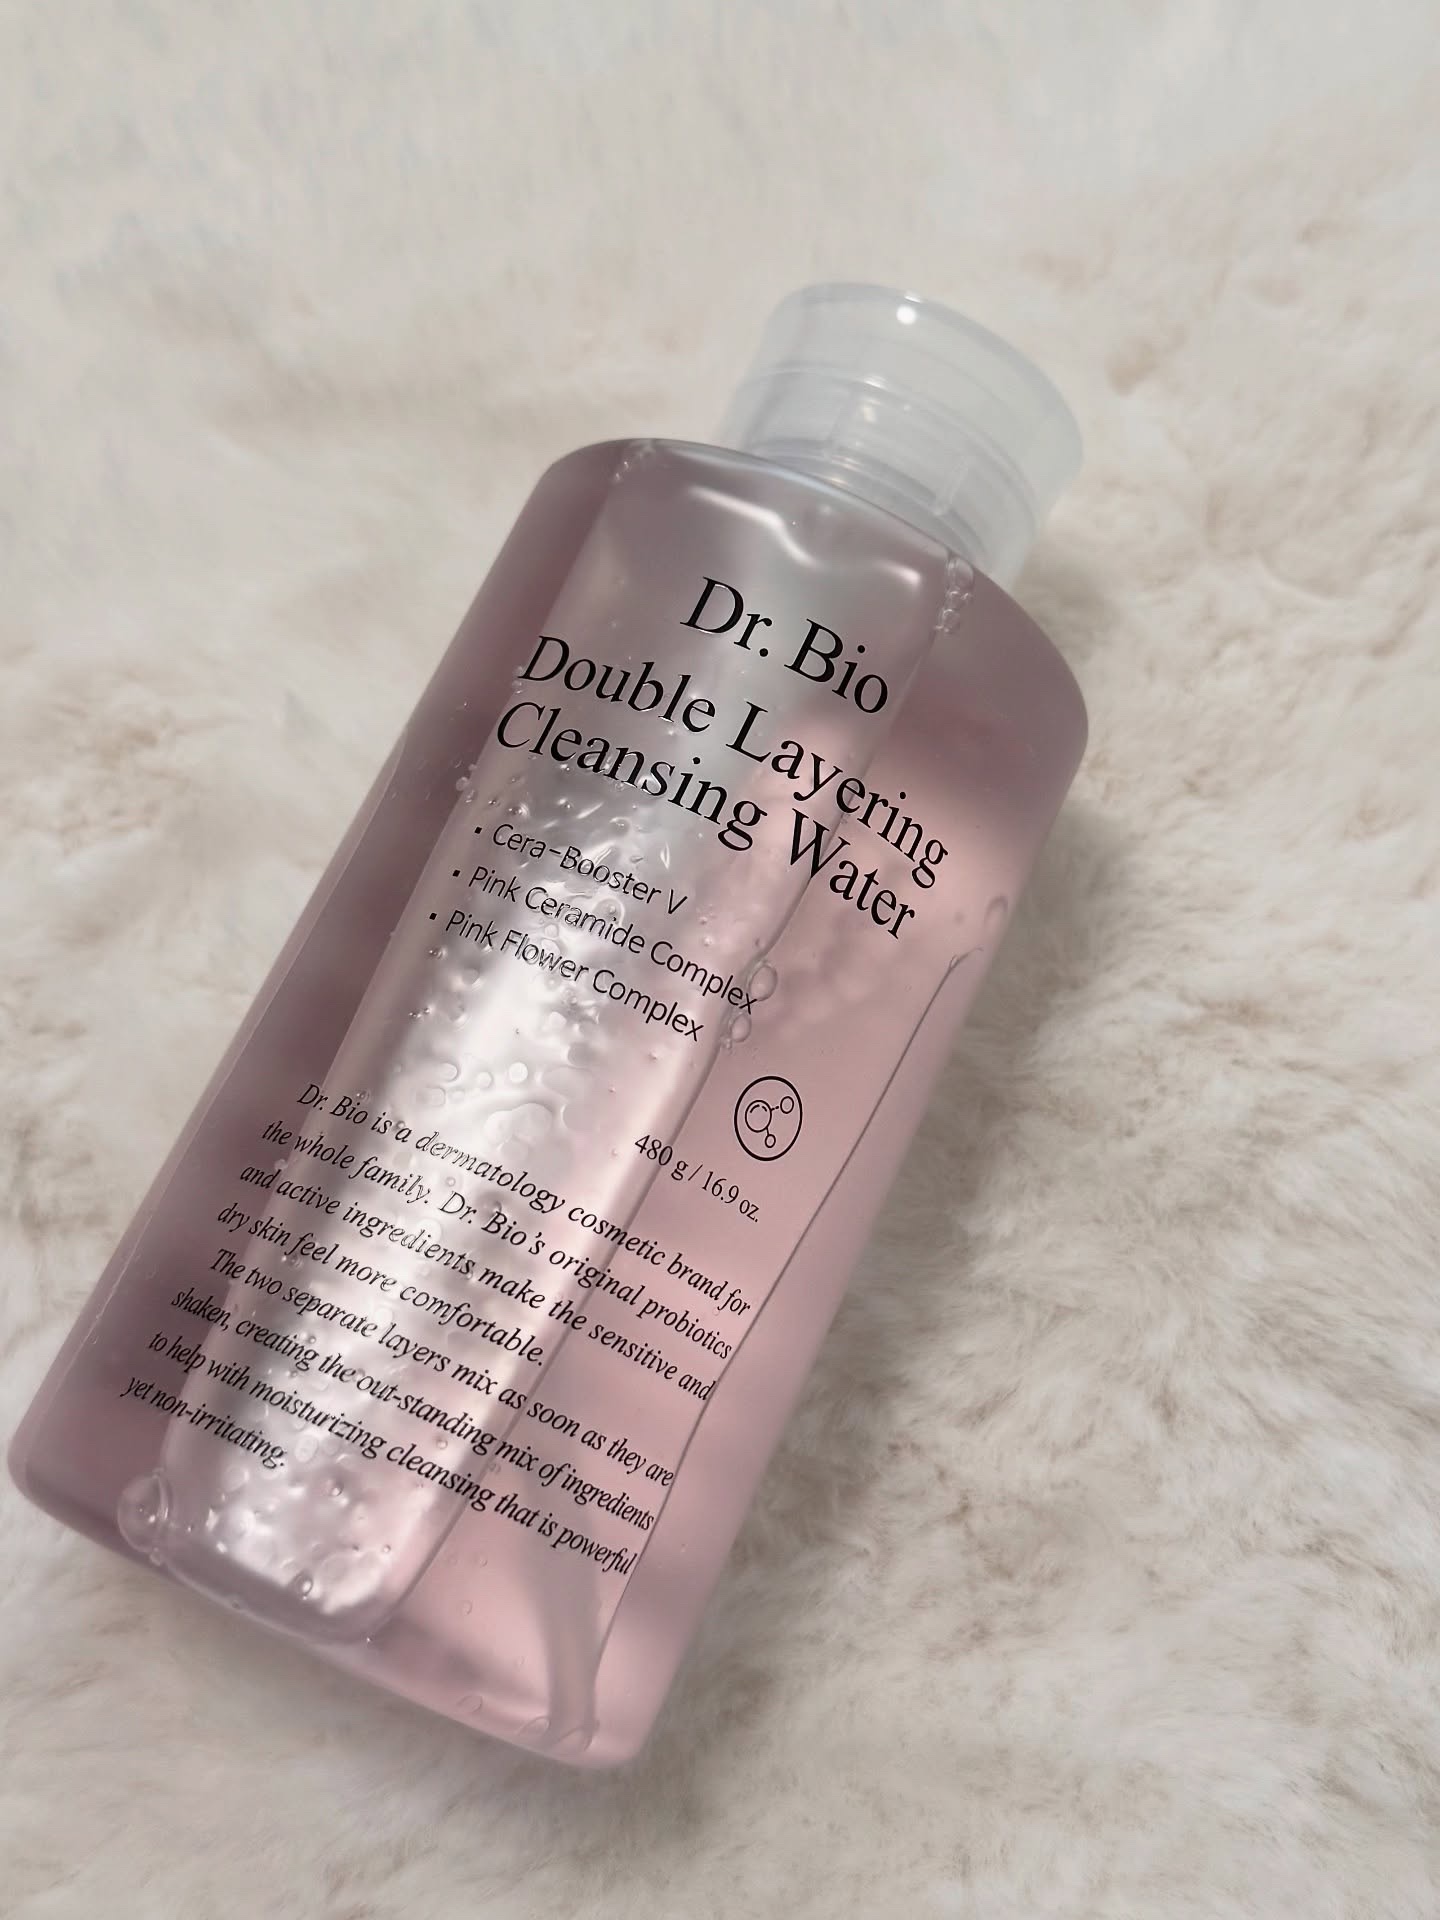 Dr. Bio
Double Layering
Cleansing Water
• Cera-Booster V
• Pink Ceramide Complex
• Pink Flower Complex
480 g / 16.9 oz.
Dr. Bio is a dermatology cosmetic brand for
the whole family. Dr. Bio's original probiotics
and active ingredients make the sensitive and
dry skin feel more comfortable.
The two separate layers mix as soon as they are
shaken, creating the out-standing mix of ingredients
to help with moisturizing cleansing that is powerful
yet non-irritating.